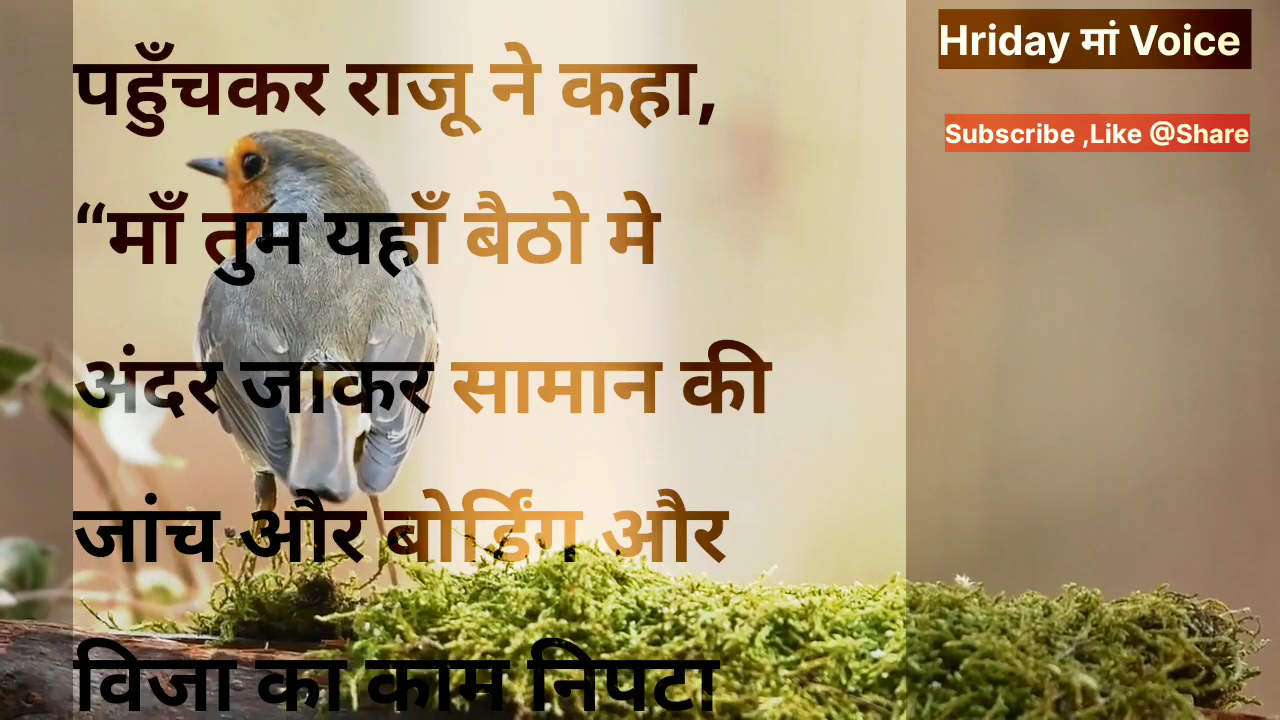 पहुँचकर राजू ने कहा,
“माँ तुम यहाँ बैठो मे
अंदर जाकर सामान की
जांच और बोर्डिंग और
विजा का काम निपटा
Hriday मां Voice
Subscribe ,Like @Share